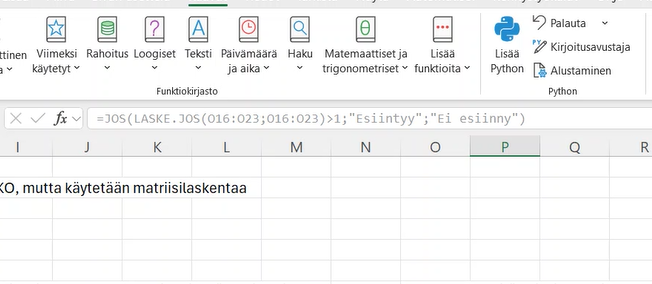 ttinen
Viimeksi käytetyt
Rahoitus
Loogiset
Teksti
Päivämäärä ja aika
Haku
Matemaattiset ja trigonometriset
Lisää funktioita
Funktiokirjasto
Lisää Python
Palauta
Kirjoitusavustaja
Alustaminen
Python
fx
=JOS(LASKE.JOS(O16:O23;O16:O23)>1;"Esiintyy";"Ei esiinny")
I J K L M N O P Q R
KO, mutta käytetään matriisilaskentaa